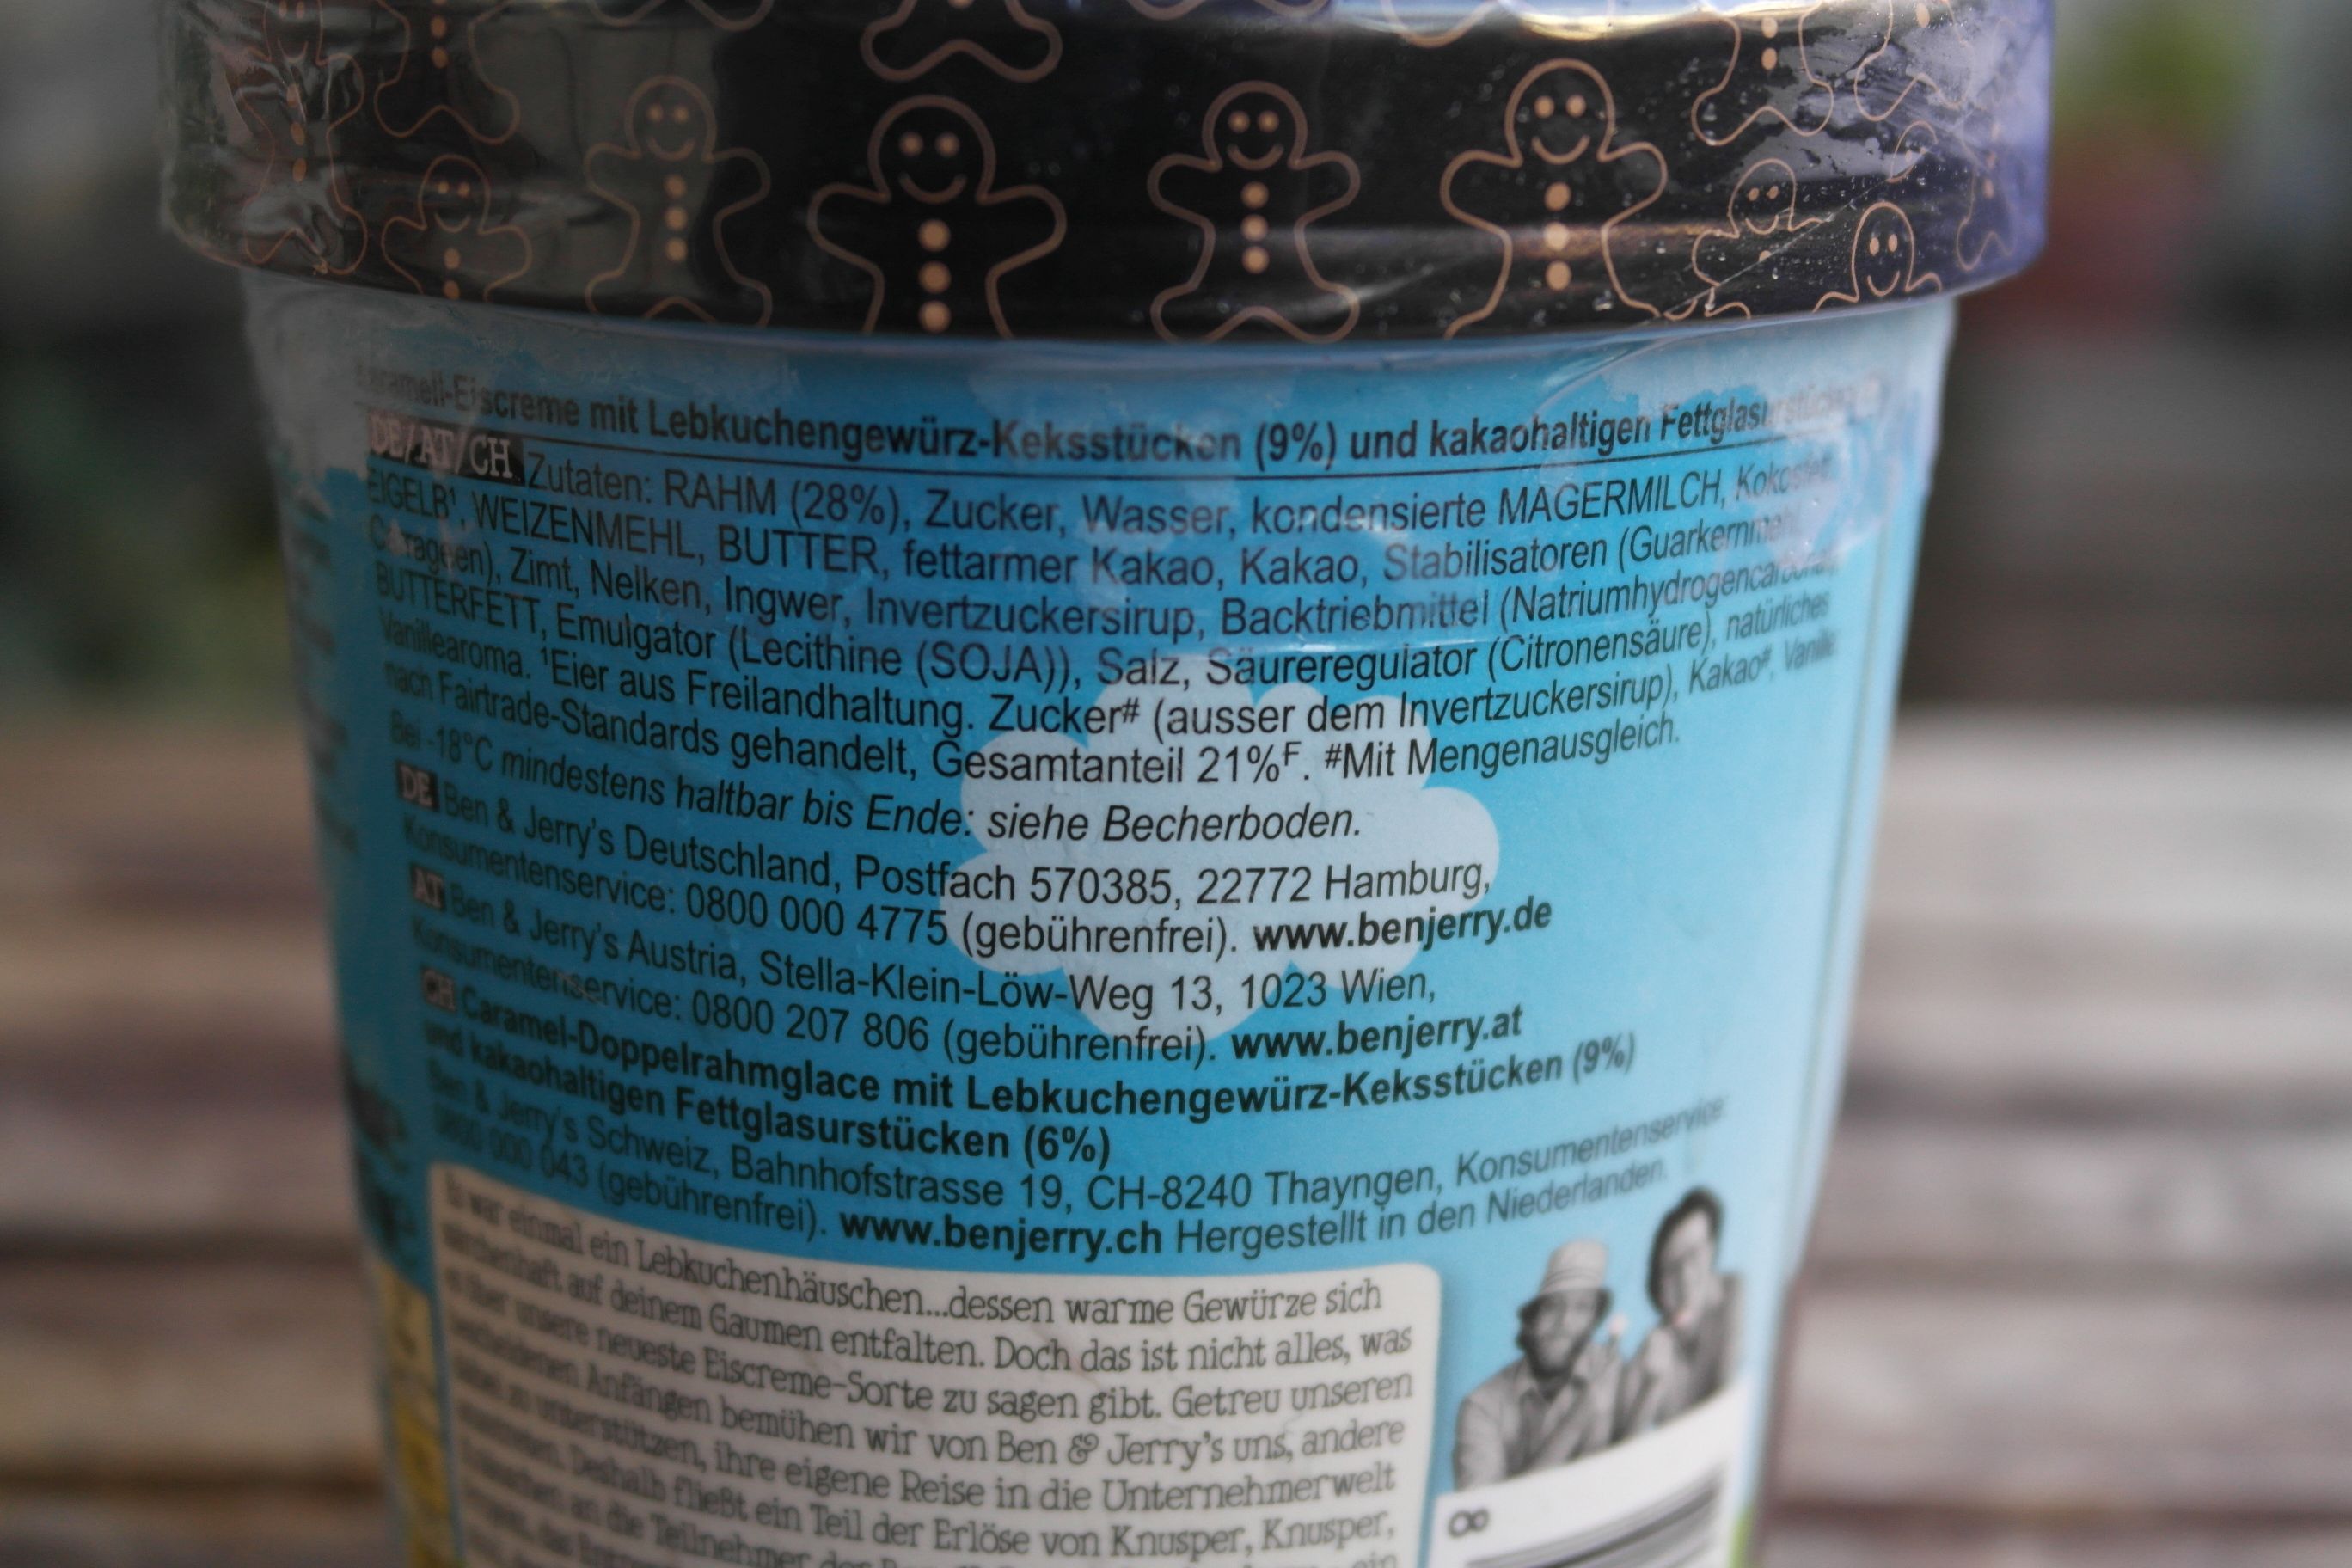 Karamell-Eiscreme mit Lebkuchengewürz-Keksstücken (9%) und kakaohaltigen Fettglasurstücken
DE/AT/CH Zutaten: RAHM (28%), Zucker, Wasser, kondensierte MAGERMILCH, Kokosfett,
EIGELB¹, WEIZENMEHL, BUTTER, fettarmer Kakao, Kakao, Stabilisatoren (Guarkernmehl,
Carrageen), Zimt, Nelken, Ingwer, Invertzuckersirup, Backtriebmittel (Natriumhydrogencarbonat),
BUTTERFETT, Emulgator (Lecithine (SOJA)), Salz, Säureregulator (Citronensäure), natürliches
Vanillearoma. ¹Eier aus Freilandhaltung. Zucker# (ausser dem Invertzuckersirup), Kakao#, Vanille
nach Fairtrade-Standards gehandelt, Gesamtanteil 21%F. #Mit Mengenausgleich.
Bei -18°C mindestens haltbar bis Ende: siehe Becherboden.
DE Ben & Jerry's Deutschland, Postfach 570385, 22772 Hamburg,
Konsumentenservice: 0800 000 4775 (gebührenfrei). www.benjerry.de
AT Ben & Jerry's Austria, Stella-Klein-Löw-Weg 13, 1023 Wien,
Konsumentenservice: 0800 207 806 (gebührenfrei). www.benjerry.at
CH Caramel-Doppelrahmglace mit Lebkuchengewürz-Keksstücken (9%)
und kakaohaltigen Fettglasurstücken (6%)
Ben & Jerry's Schweiz, Bahnhofstrasse 19, CH-8240 Thayngen, Konsumentenservice:
0800 000 043 (gebührenfrei). www.benjerry.ch Hergestellt in den Niederlanden.
Es war einmal ein Lebkuchenhäuschen...dessen warme Gewürze sich
märchenhaft auf deinem Gaumen entfalten. Doch das ist nicht alles, was
es über unsere neueste Eiscreme-Sorte zu sagen gibt. Getreu unseren
bescheidenen Anfängen bemühen wir von Ben & Jerry's uns, andere
zu unterstützen, ihre eigene Reise in die Unternehmerwelt
Deshalb fließt ein Teil der Erlöse von Knusper, Knusper,
an die Teilnehmer ein
8